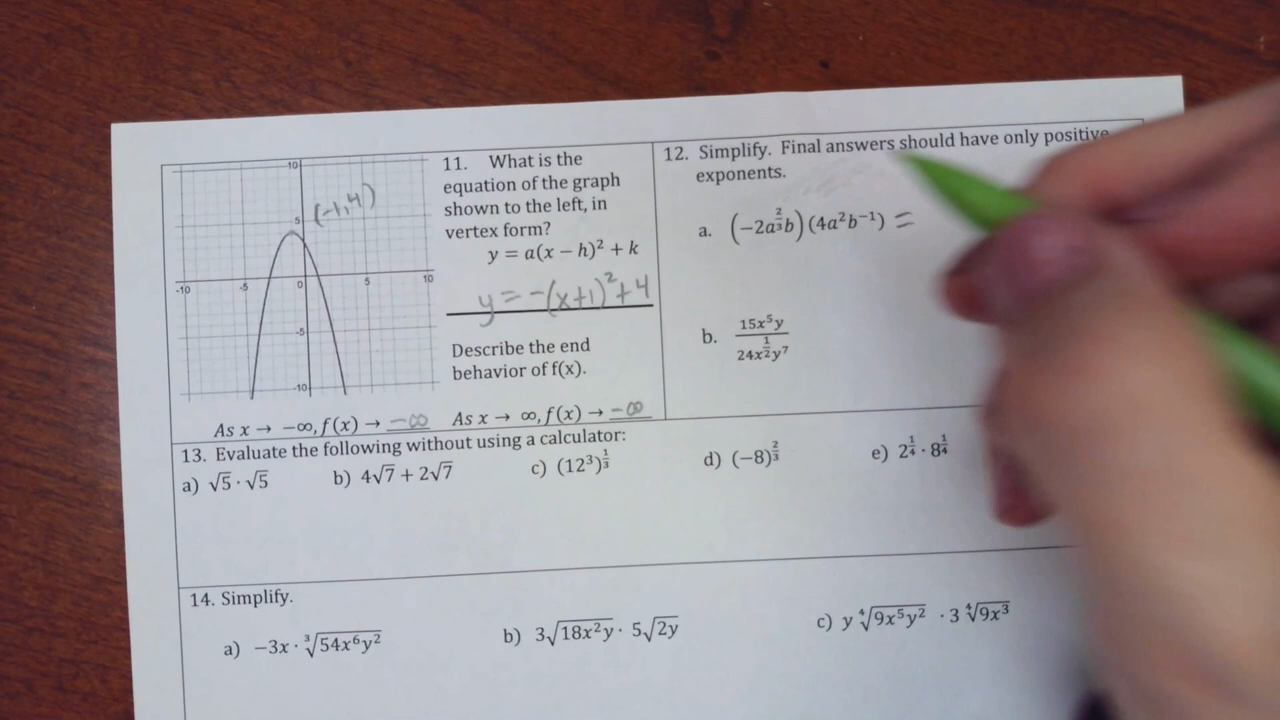 10
(-1,4)
5
-10
-5
0
5
10
-5
-10
11. What is the
equation of the graph
shown to the left, in
vertex form?
y = a(x − h)² + k
y = -(x+1)²+4
Describe the end
behavior of f(x).
As x → −∞, f(x) → -∞ As x → ∞, f(x) → -∞
12. Simplify. Final answers should have only positive
exponents.
a. (−2a^(2/3)b)(4a²b⁻¹) =
b. 15x⁵y / 24x^(1/2)y⁷
13. Evaluate the following without using a calculator:
a) √5 · √5 b) 4√7 + 2√7 c) (12³)^(1/3) d) (−8)^(2/3) e) 2^(1/4) · 8^(1/4)
14. Simplify.
a) −3x · ∛(54x⁶y²) b) 3√(18x²y) · 5√(2y) c) y ∜(9x⁵y²) · 3 ∜(9x³)